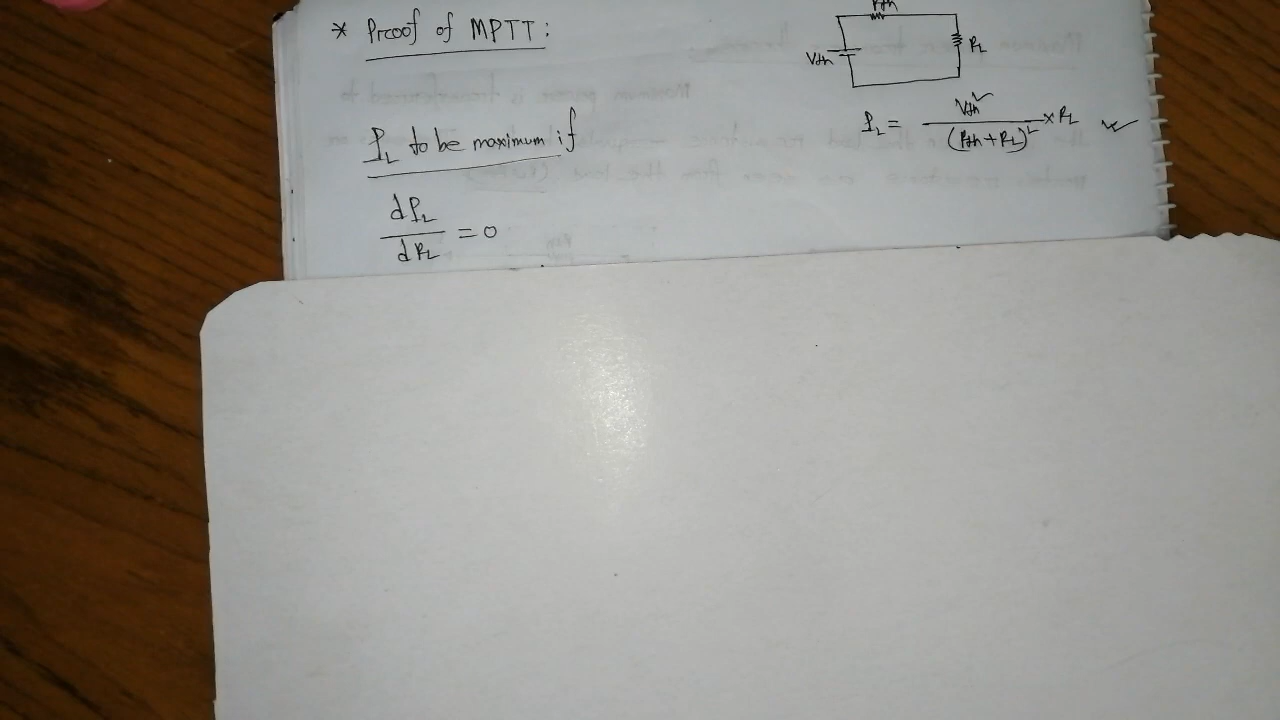 * Proof of MPTT:
Rth
Vth
RL
PL = Vth² / (Rth + RL)² × RL
PL to be maximum if
dPL / dRL = 0